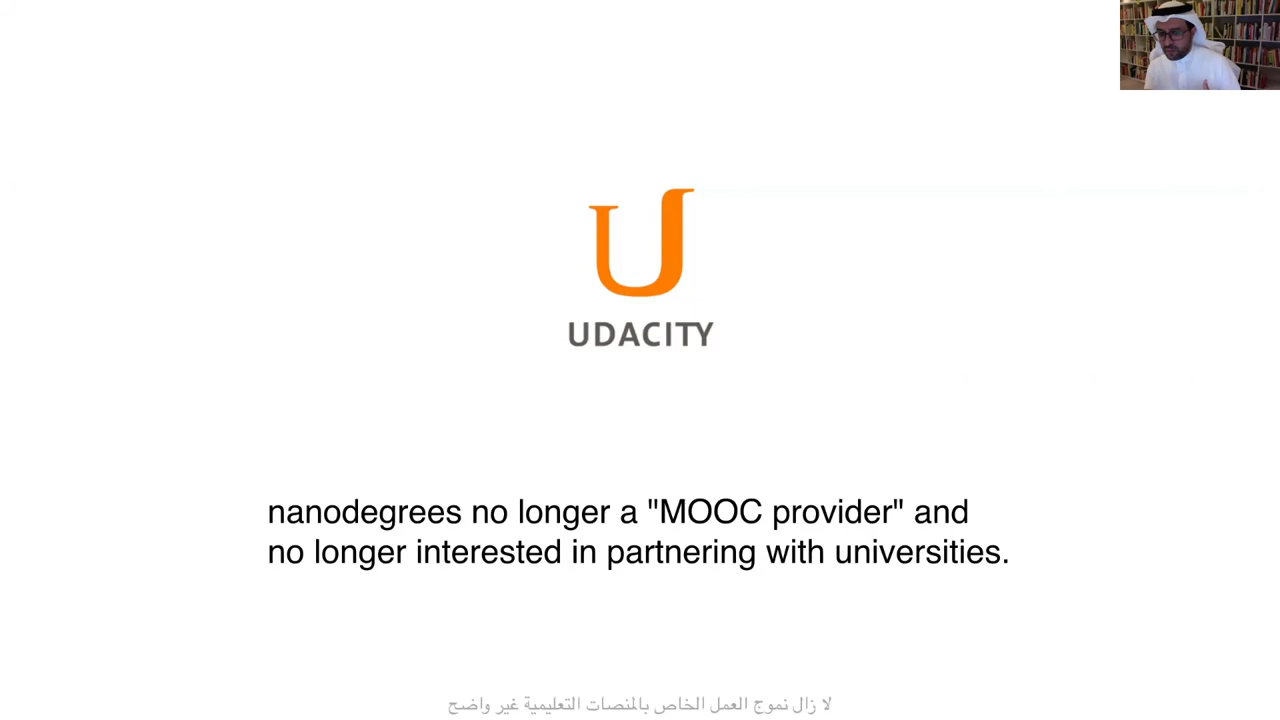 UDACITY
nanodegrees no longer a "MOOC provider" and
no longer interested in partnering with universities.
لا زال نموج العمل الخاص بالمنصات التعليمية غير واضح